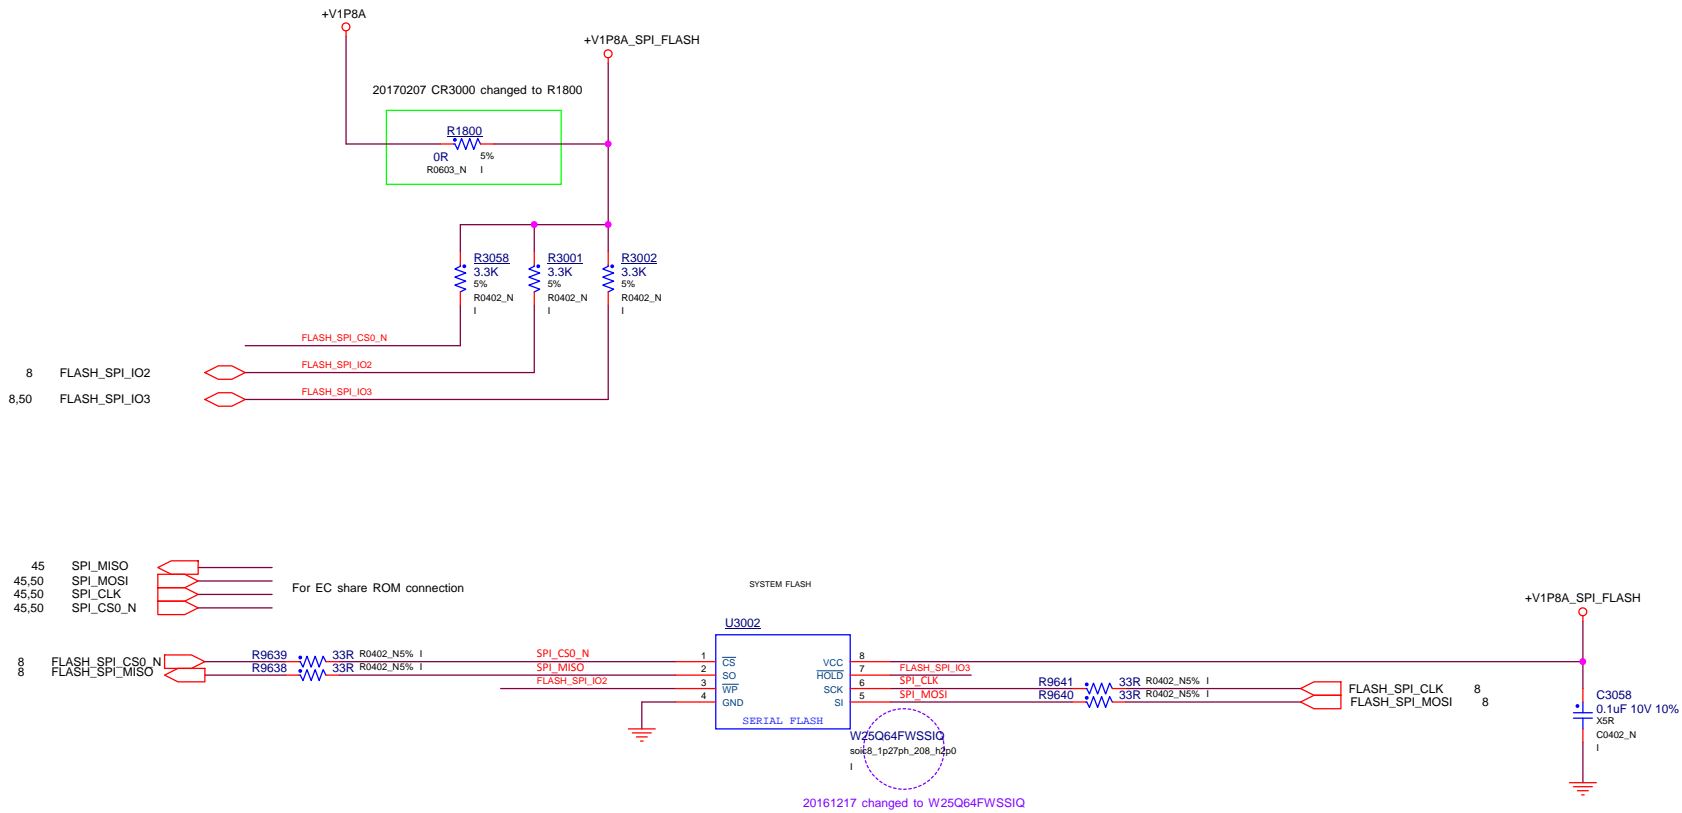 +V1P8A
+V1P8A_SPI_FLASH
20170207 CR3000 changed to R1800
R1800
0R 5%
R0603_N I
R3058 R3001 R3002
3.3K 3.3K 3.3K
5% 5% 5%
R0402_N R0402_N R0402_N
I I I
FLASH_SPI_CS0_N
8 FLASH_SPI_IO2 FLASH_SPI_IO2
8,50 FLASH_SPI_IO3 FLASH_SPI_IO3
45 SPI_MISO
45,50 SPI_MOSI
45,50 SPI_CLK
45,50 SPI_CS0_N
For EC share ROM connection
SYSTEM FLASH
+V1P8A_SPI_FLASH
U3002
8 FLASH_SPI_CS0_N R9639 33R R0402_N5% I SPI_CS0_N 1 CS VCC 8
8 FLASH_SPI_MISO R9638 33R R0402_N5% I SPI_MISO 2 SO HOLD 7 FLASH_SPI_IO3
FLASH_SPI_IO2 3 WP SCK 6 SPI_CLK R9641 33R R0402_N5% I FLASH_SPI_CLK 8
4 GND SI 5 SPI_MOSI R9640 33R R0402_N5% I FLASH_SPI_MOSI 8
SERIAL FLASH
C3058
0.1uF 10V 10%
X5R
C0402_N
I
W25Q64FWSSIQ
soic8_1p27ph_208_h2p0
I
20161217 changed to W25Q64FWSSIQ